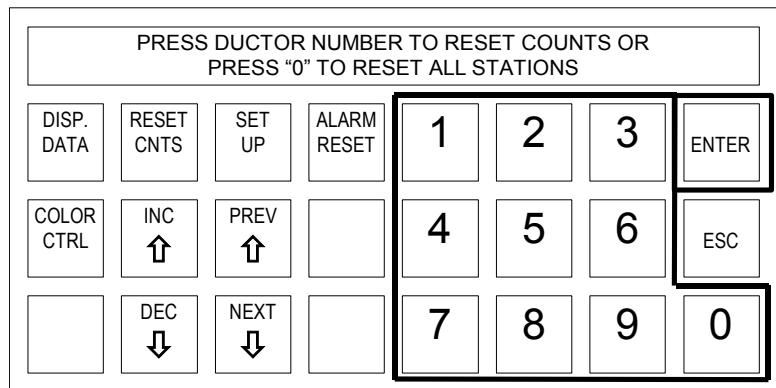 PRESS DUCTOR NUMBER TO RESET COUNTS OR
PRESS “0” TO RESET ALL STATIONS
DISP.
DATA
RESET
CNTS
SET
UP
ALARM
RESET
1
2
3
ENTER
COLOR
CTRL
INC
PREV
4
5
6
ESC
DEC
NEXT
7
8
9
0